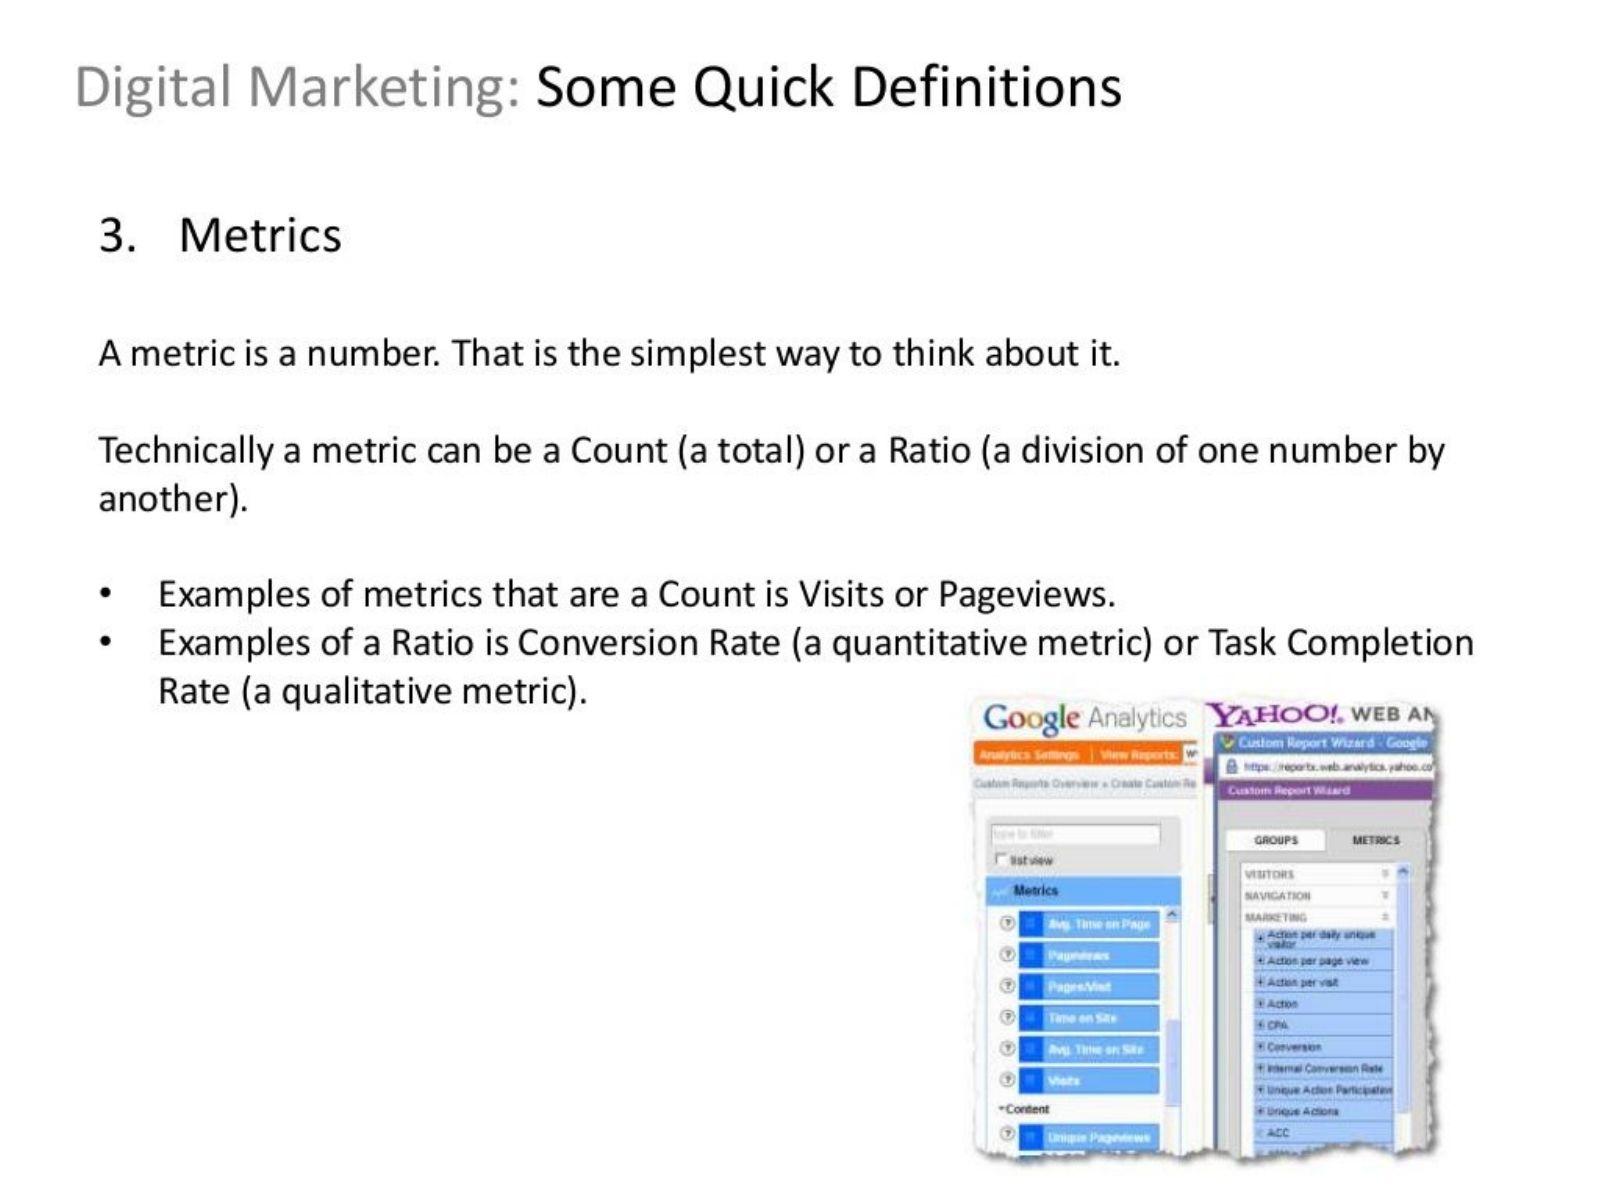 Digital Marketing: Some Quick Definitions
3. Metrics
A metric is a number. That is the simplest way to think about it.
Technically a metric can be a Count (a total) or a Ratio (a division of one number by
another).
• Examples of metrics that are a Count is Visits or Pageviews.
• Examples of a Ratio is Conversion Rate (a quantitative metric) or Task Completion
Rate (a qualitative metric).
Google Analytics
Analytics Settings | View Reports:
Custom Reports Overview » Create Custom Re
type to filter
list view
Metrics
Avg. Time on Page
Pageviews
Pages/Visit
Time on Site
Avg. Time on Site
Visits
Content
Unique Pageviews
YAHOO!. WEB AN
Custom Report Wizard - Google
https://reports.web.analytics.yahoo.co
Custom Report Wizard
GROUPS METRICS
VISITORS
NAVIGATION
MARKETING
Action per daily unique
visitor
Action per page view
Action per visit
Action
CPA
Conversion
Internal Conversion Rate
Unique Action Participation
Unique Actions
ACC